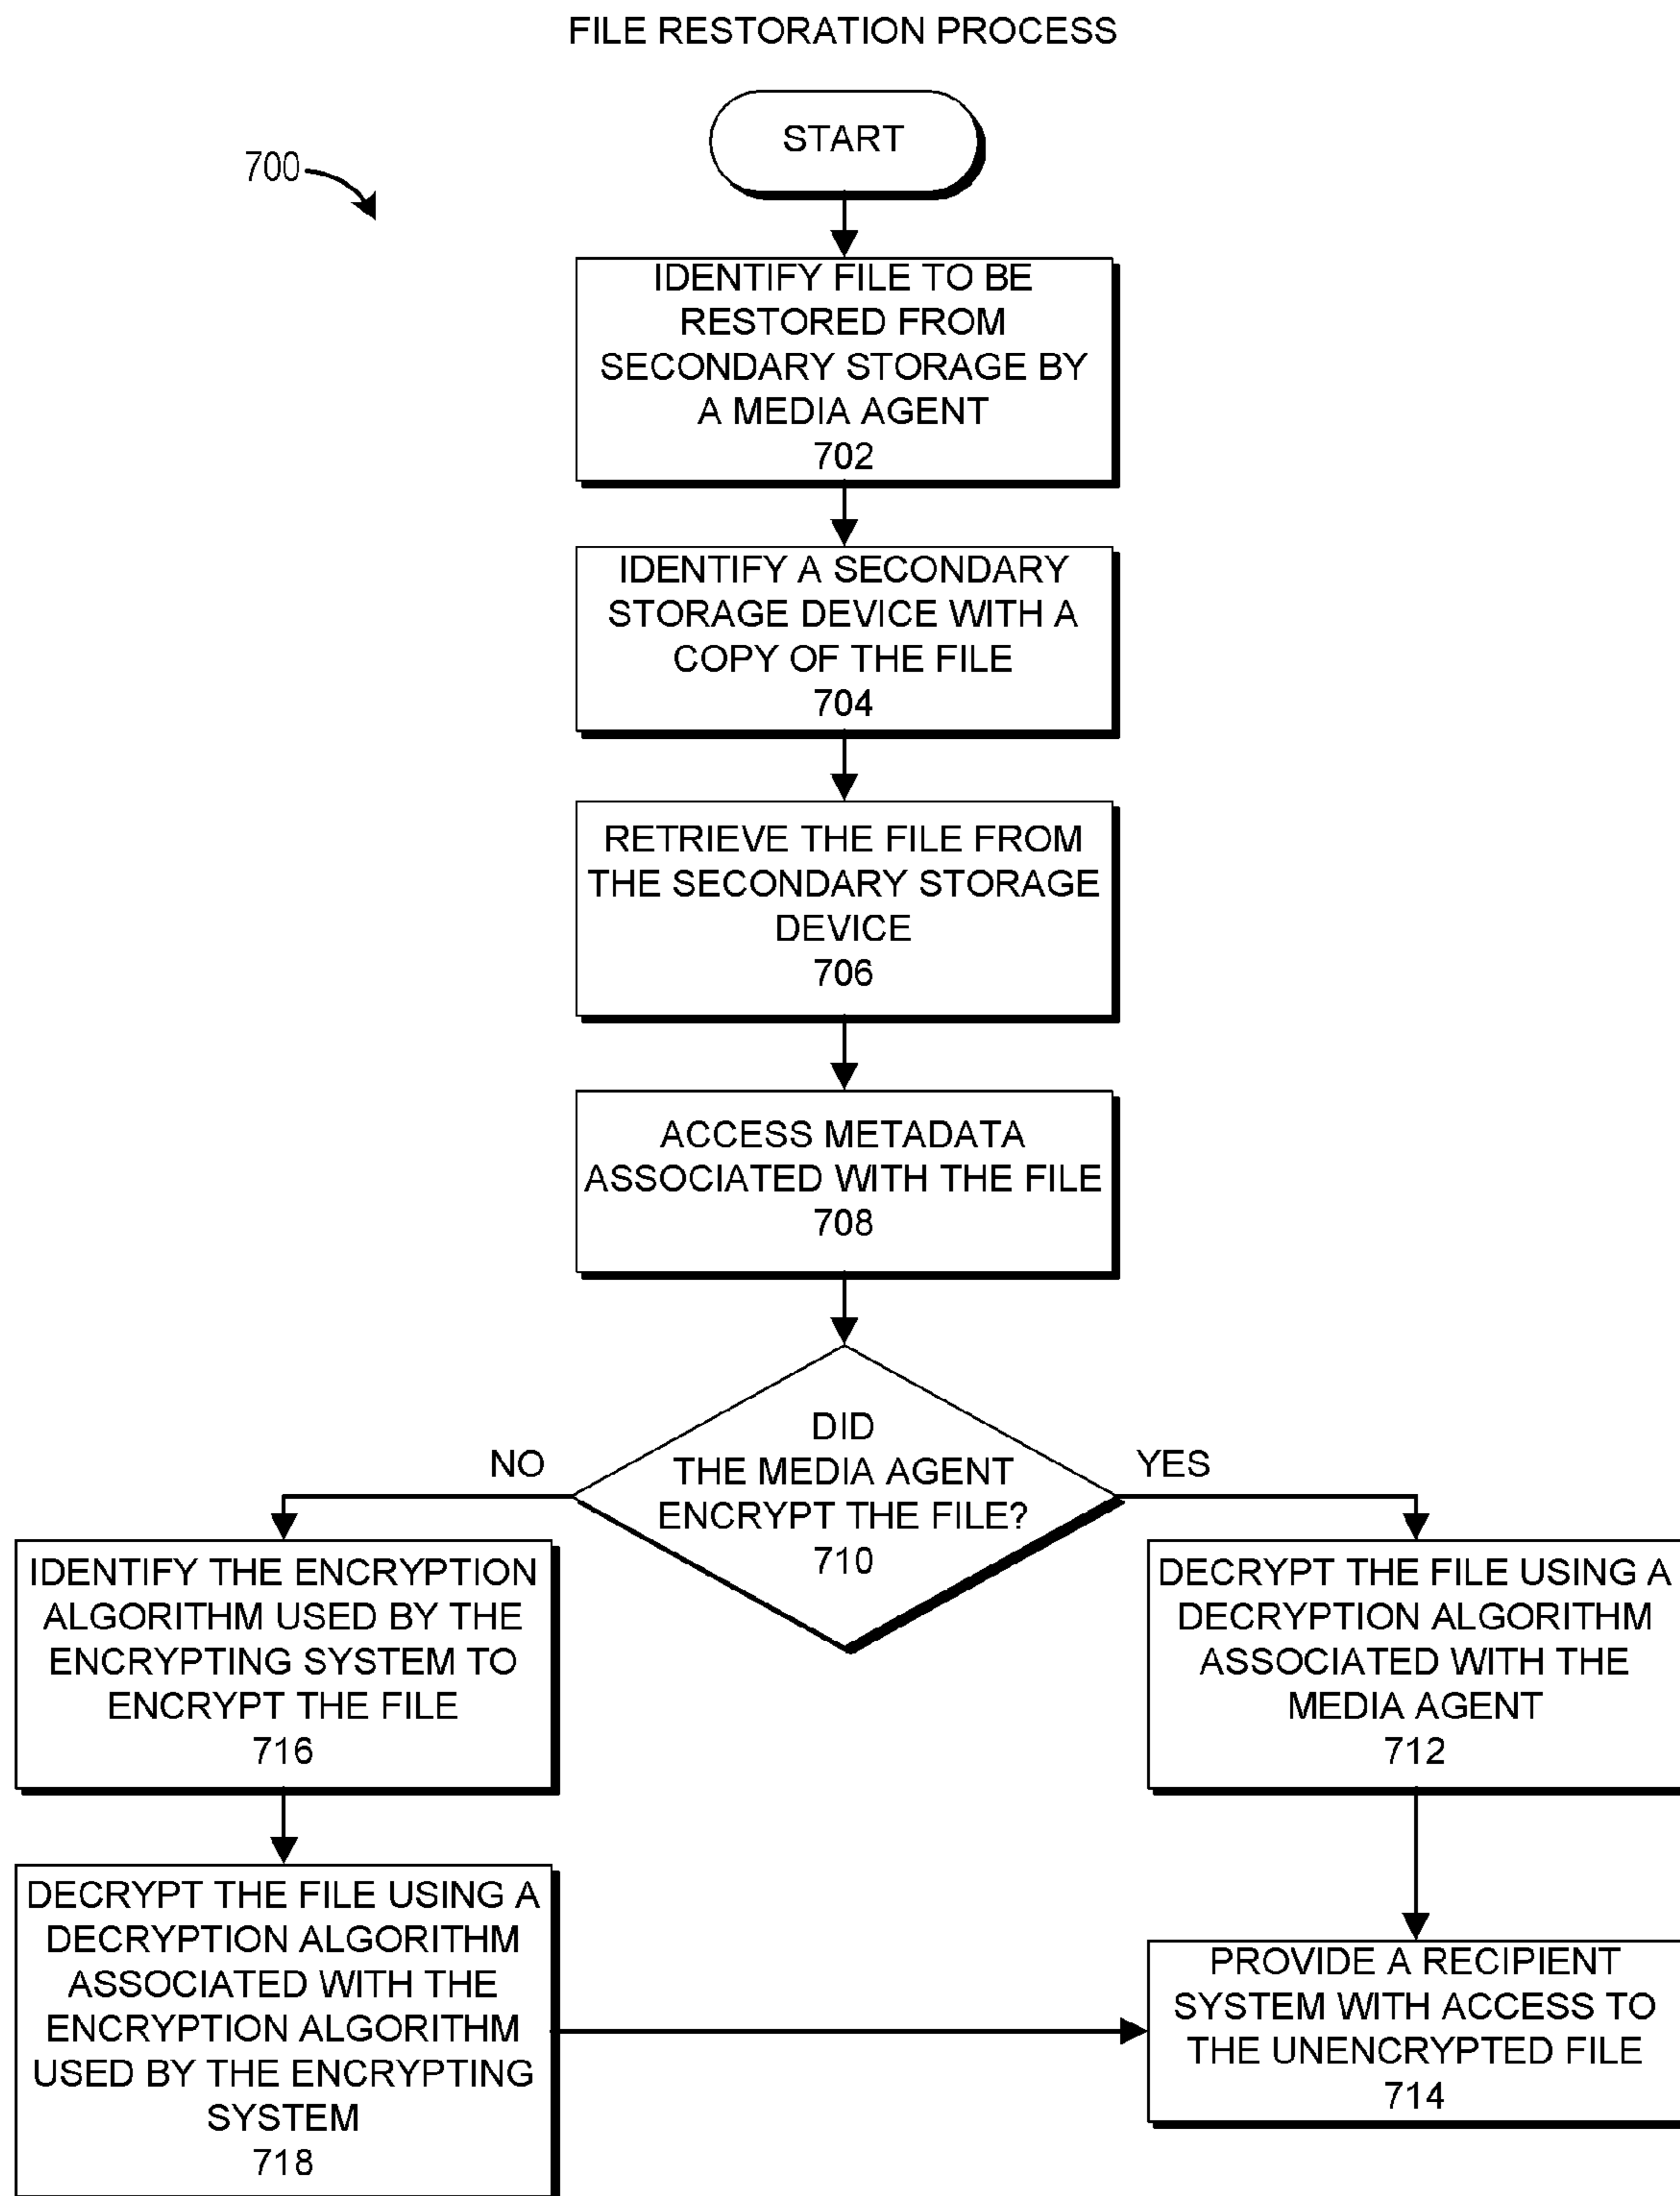 FILE RESTORATION PROCESS
START
700
IDENTIFY FILE TO BE
RESTORED FROM
SECONDARY STORAGE BY
A MEDIA AGENT
702
IDENTIFY A SECONDARY
STORAGE DEVICE WITH A
COPY OF THE FILE
704
RETRIEVE THE FILE FROM
THE SECONDARY STORAGE
DEVICE
706
ACCESS METADATA
ASSOCIATED WITH THE FILE
708
DID
THE MEDIA AGENT
ENCRYPT THE FILE?
710
NO
YES
IDENTIFY THE ENCRYPTION
ALGORITHM USED BY THE
ENCRYPTING SYSTEM TO
ENCRYPT THE FILE
716
DECRYPT THE FILE USING A
DECRYPTION ALGORITHM
ASSOCIATED WITH THE
MEDIA AGENT
712
DECRYPT THE FILE USING A
DECRYPTION ALGORITHM
ASSOCIATED WITH THE
ENCRYPTION ALGORITHM
USED BY THE ENCRYPTING
SYSTEM
718
PROVIDE A RECIPIENT
SYSTEM WITH ACCESS TO
THE UNENCRYPTED FILE
714